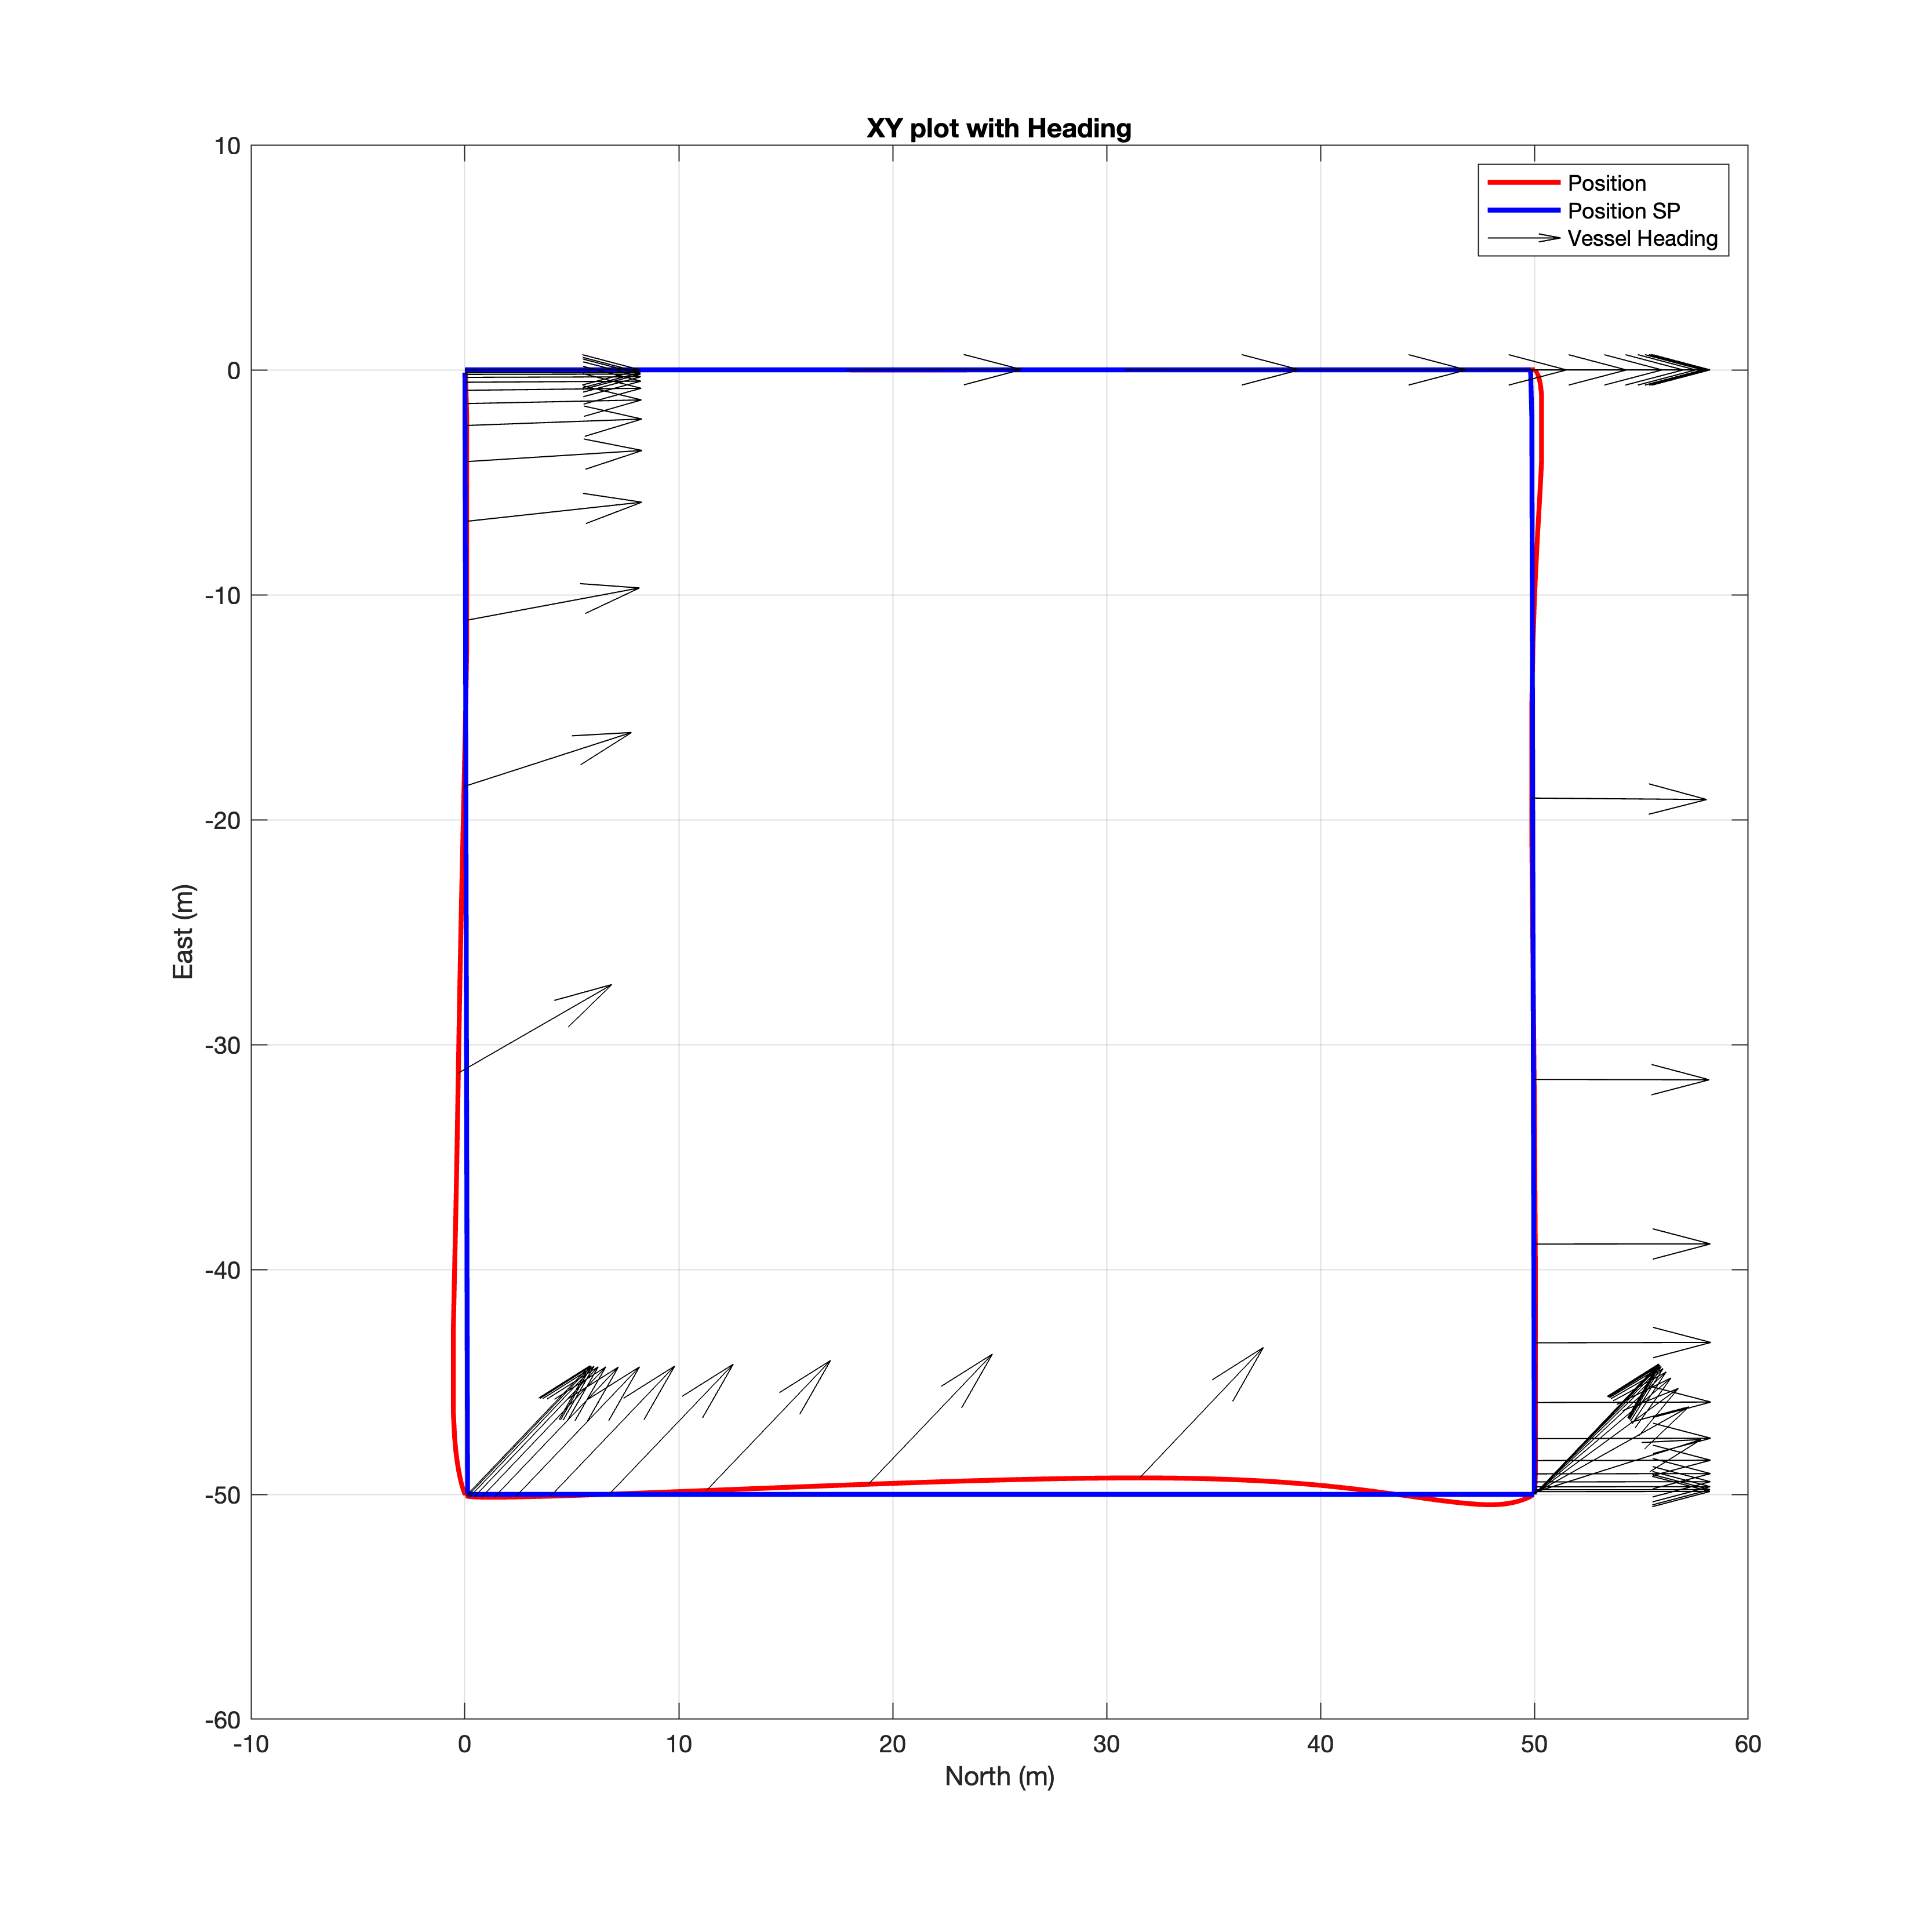 XY plot with Heading
Position
Position SP
Vessel Heading
10
0
-10
-20
-30
-40
-50
-60
East (m)
-10 0 10 20 30 40 50 60
North (m)